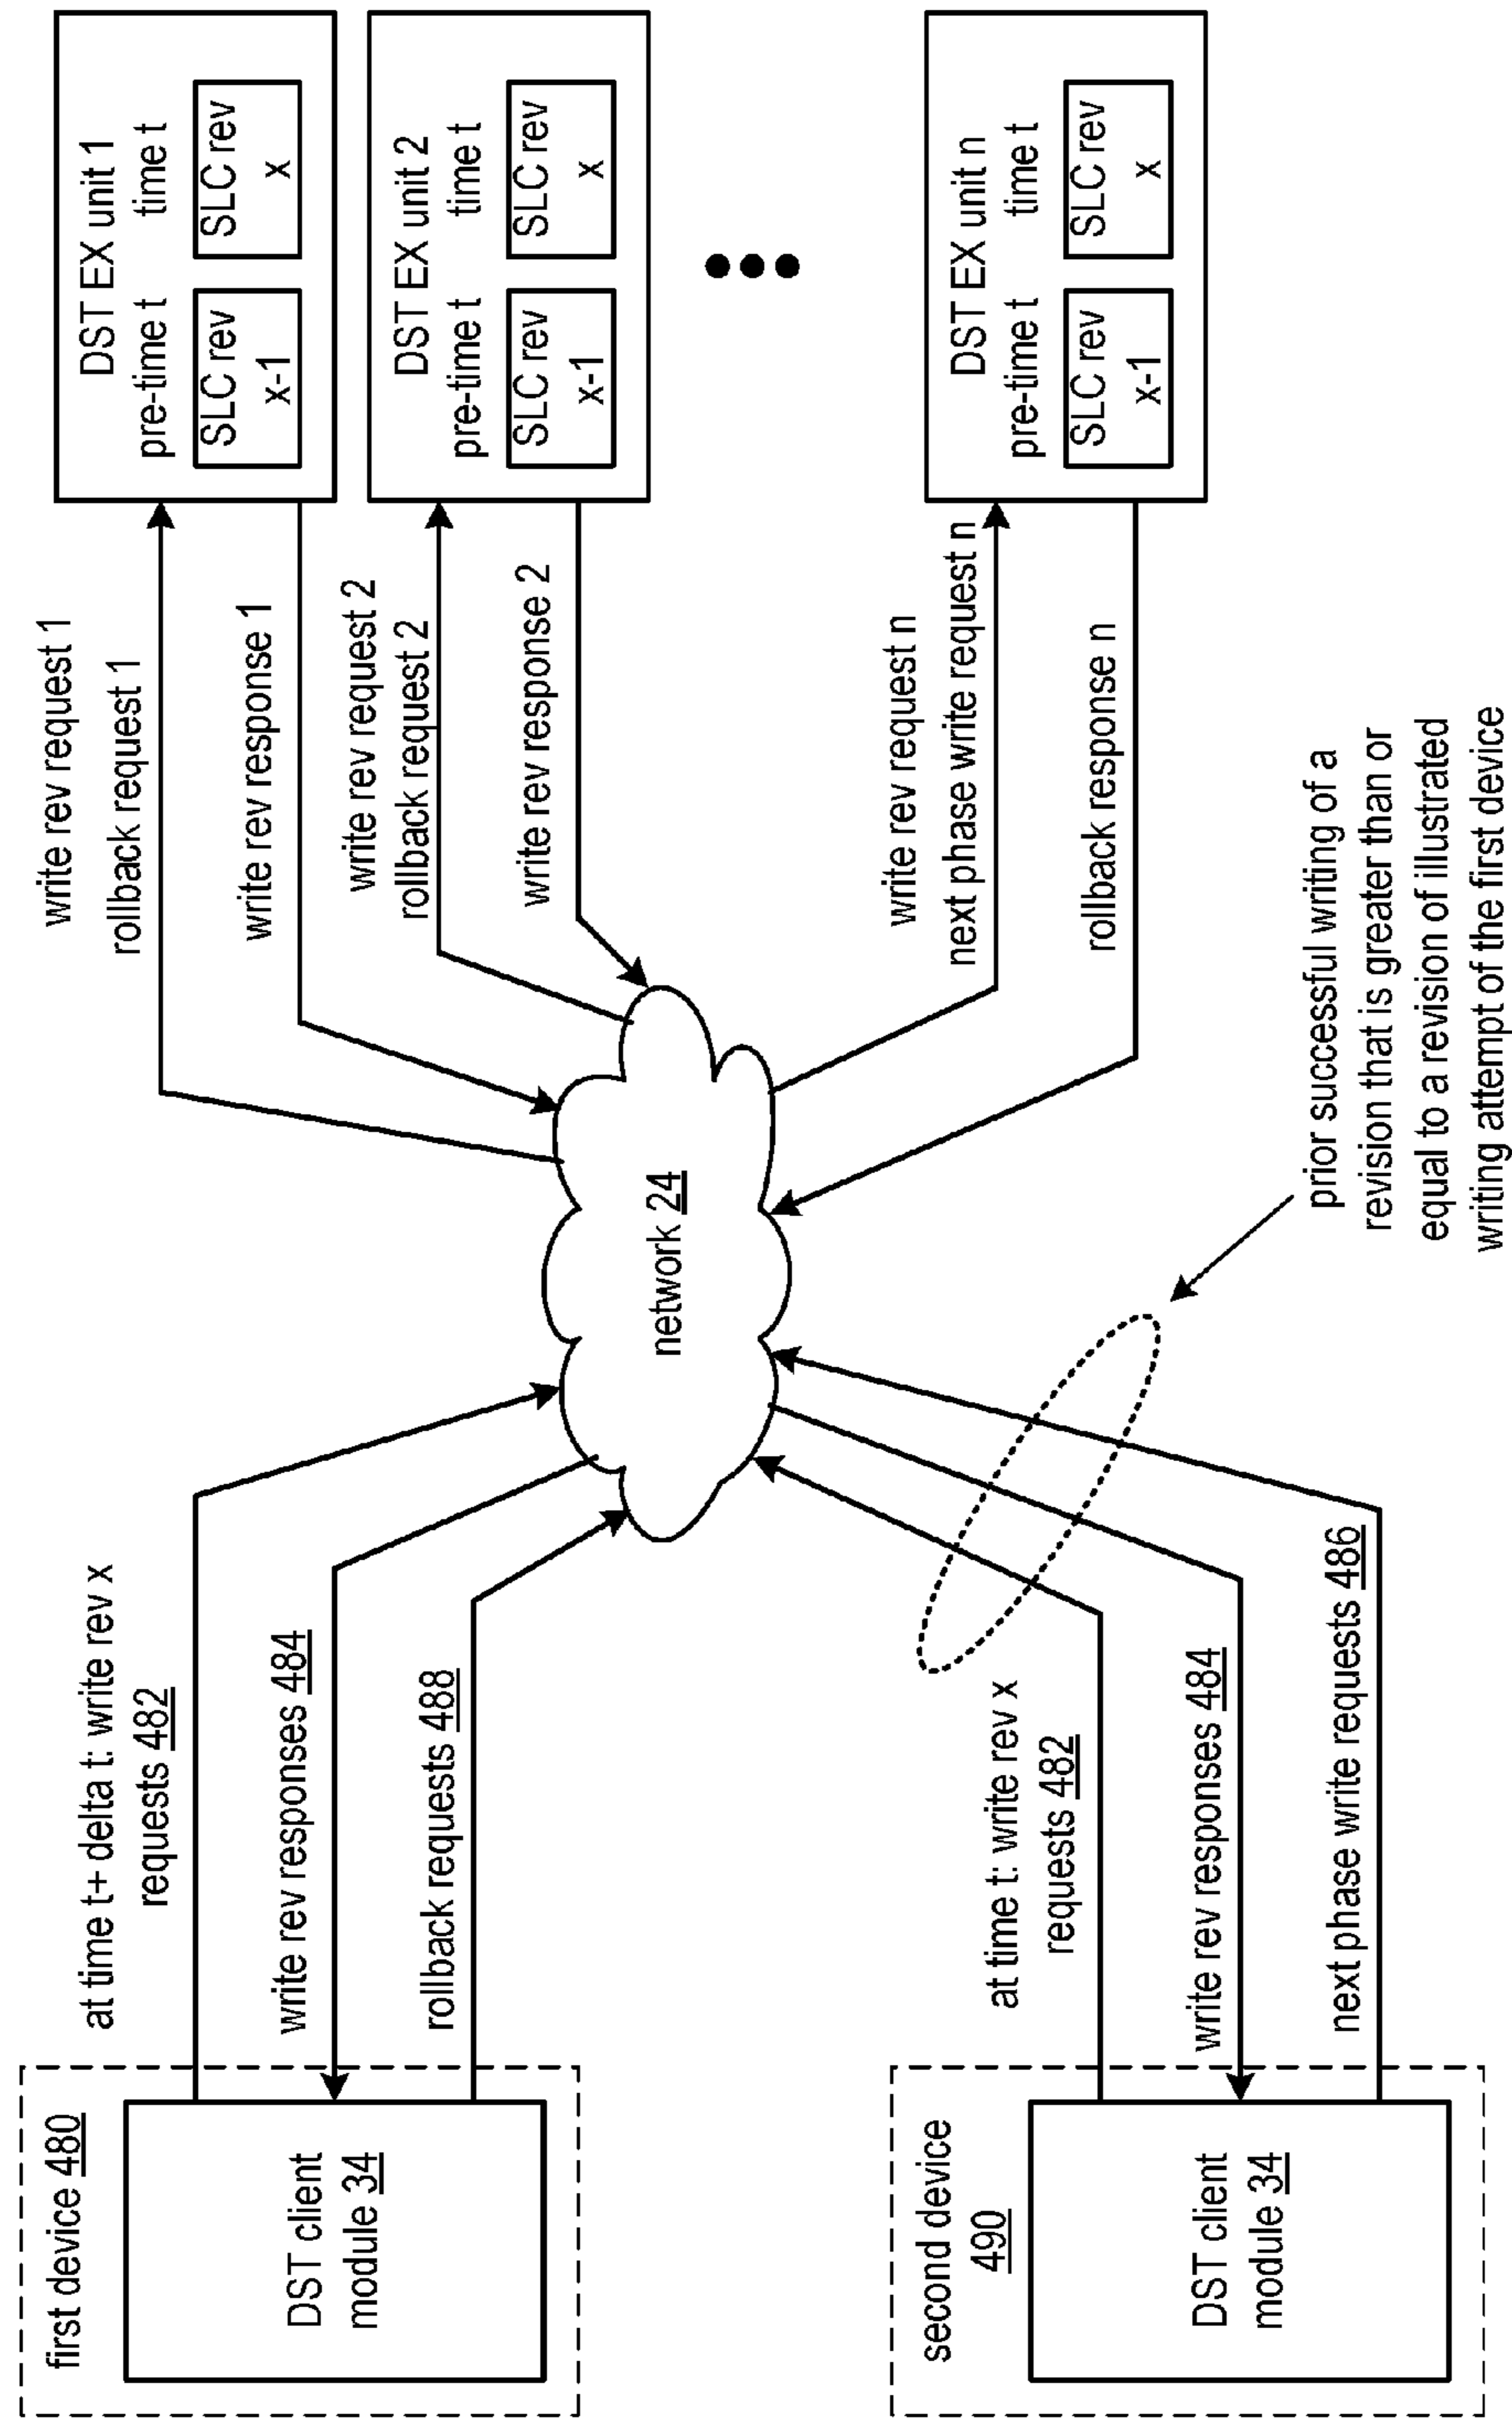 first device 480
DST client
module 34
at time t+ delta t: write rev x
requests 482
write rev responses 484
rollback requests 488
second device
490
DST client
module 34
at time t: write rev x
requests 482
write rev responses 484
next phase write requests 486
network 24
prior successful writing of a
revision that is greater than or
equal to a revision of illustrated
writing attempt of the first device
write rev request 1
rollback request 1
write rev response 1
write rev request 2
rollback request 2
write rev response 2
write rev request n
next phase write request n
rollback response n
DST EX unit 1
pre-time t
time t
SLC rev
x-1
SLC rev
x
DST EX unit 2
pre-time t
time t
SLC rev
x-1
SLC rev
x
DST EX unit n
pre-time t
time t
SLC rev
x-1
SLC rev
x